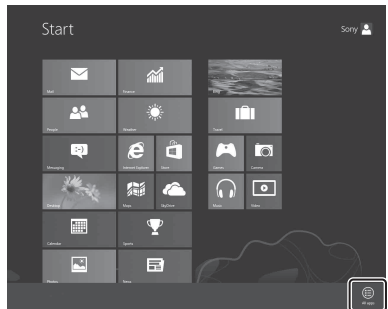 Start
Sony
Mail
Finance
Bing
People
Weather
Travel
Messaging
Internet Explorer
Store
Games
Camera
Desktop
Maps
SkyDrive
Music
Video
Calendar
Sports
Photos
News
All apps